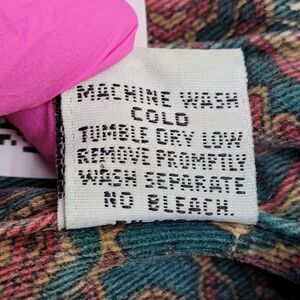 MACHINE WASH
COLD
TUMBLE DRY LOW
REMOVE PROMPTLY
WASH SEPARATE
NO BLEACH.